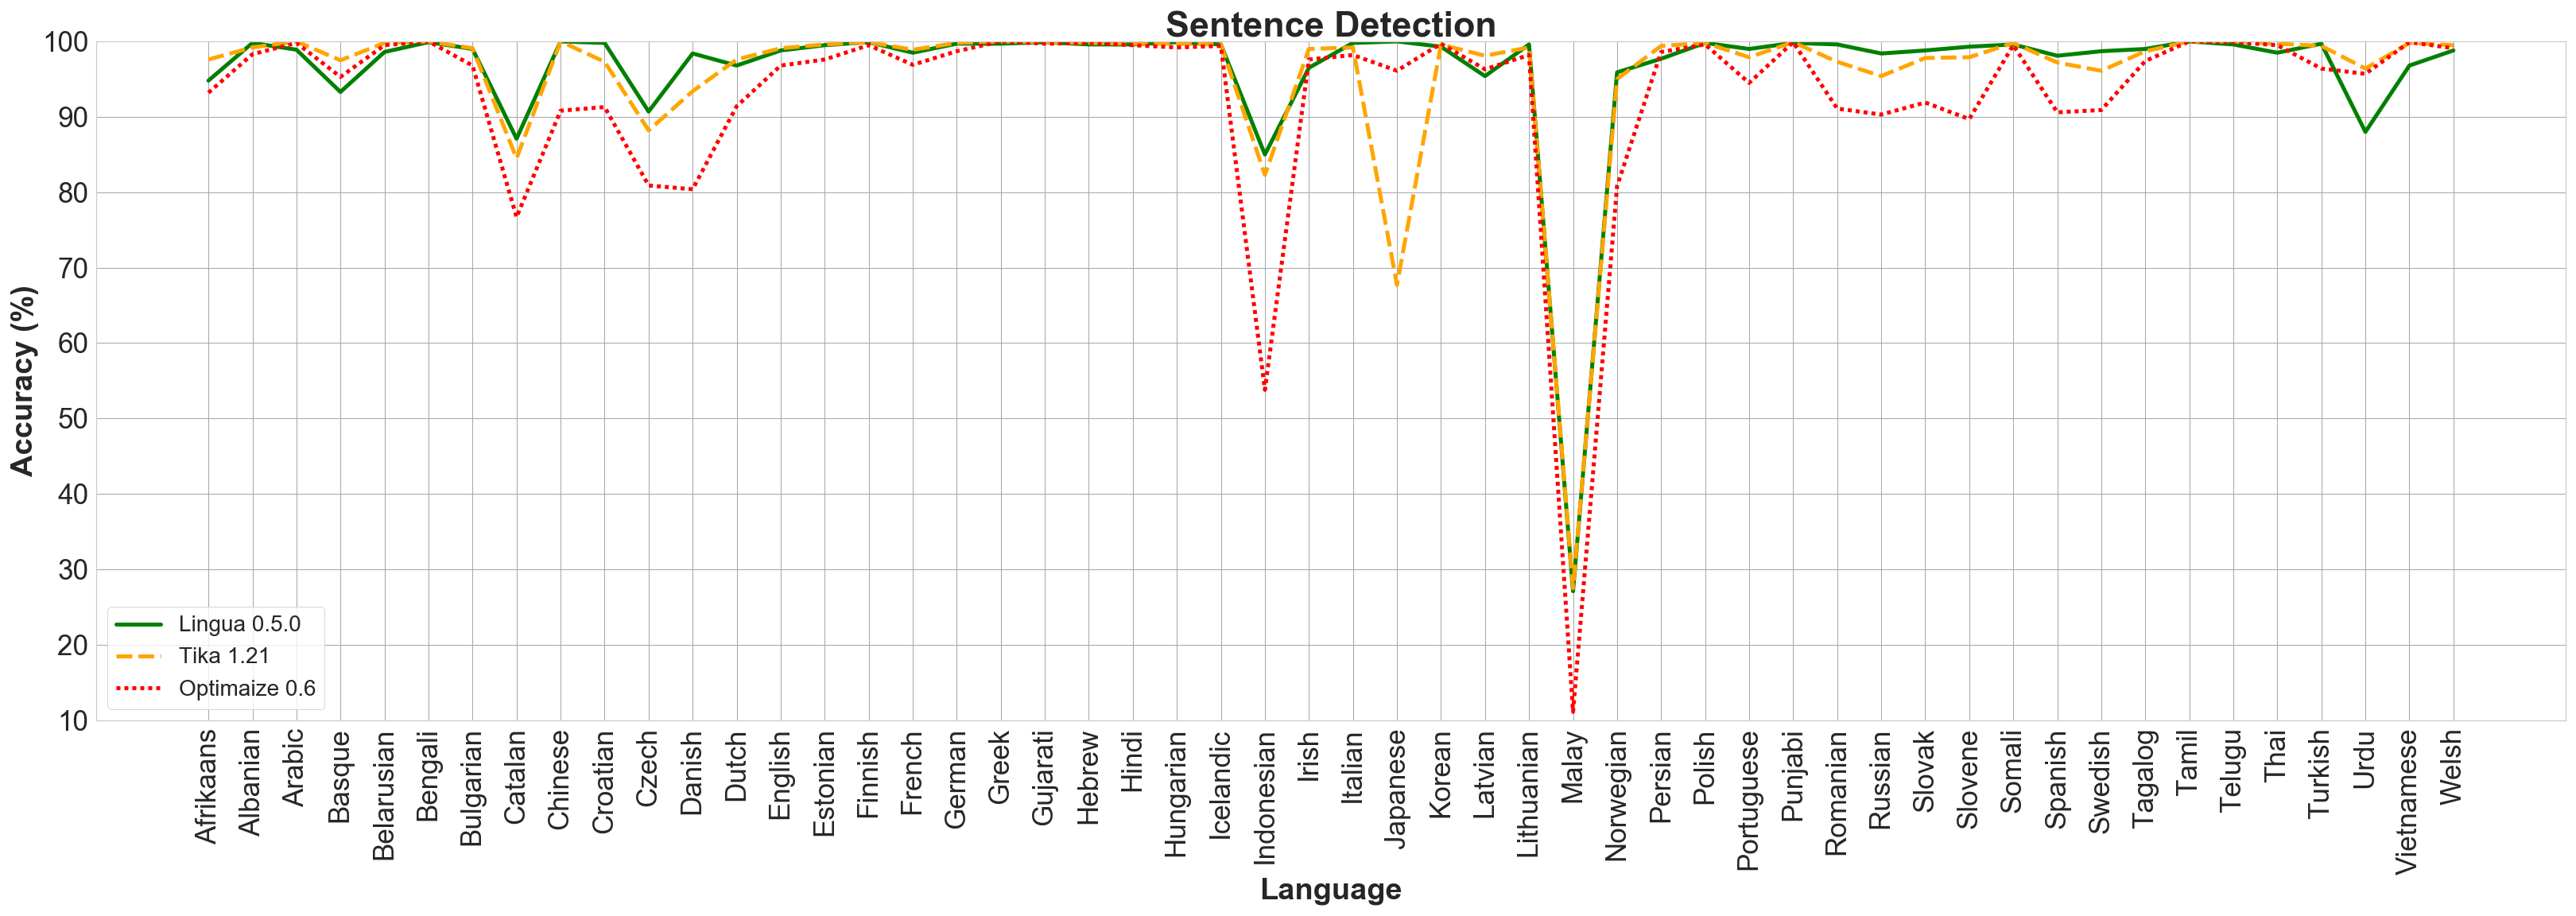 Sentence Detection
Accuracy (%)
100
90
80
70
60
50
40
30
20
10
Lingua 0.5.0
Tika 1.21
Optimaize 0.6
Afrikaans
Albanian
Arabic
Basque
Belarusian
Bengali
Bulgarian
Catalan
Chinese
Croatian
Czech
Danish
Dutch
English
Estonian
Finnish
French
German
Greek
Gujarati
Hebrew
Hindi
Hungarian
Icelandic
Indonesian
Irish
Italian
Japanese
Korean
Latvian
Lithuanian
Malay
Norwegian
Persian
Polish
Portuguese
Punjabi
Romanian
Russian
Slovak
Slovene
Somali
Spanish
Swedish
Tagalog
Tamil
Telugu
Thai
Turkish
Urdu
Vietnamese
Welsh
Language